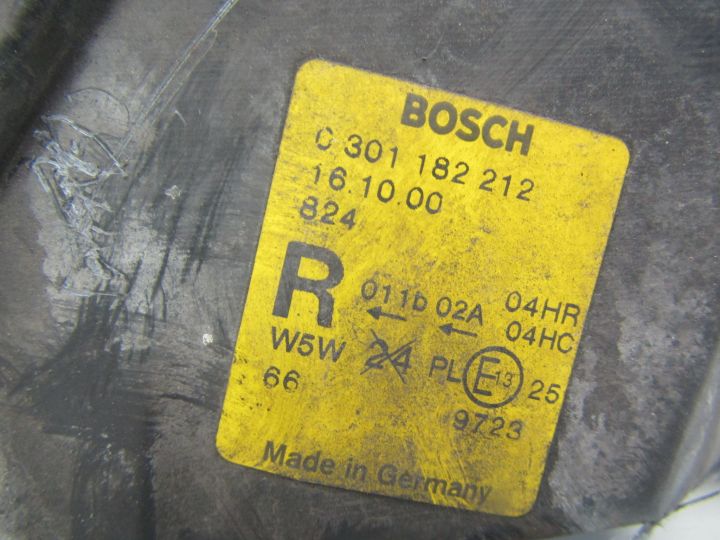 BOSCH
0 301 182 212
16.10.00
824
R 011b 02A 04HR
04HC
W5W 24 PL E13 25
66 9723
Made in Germany